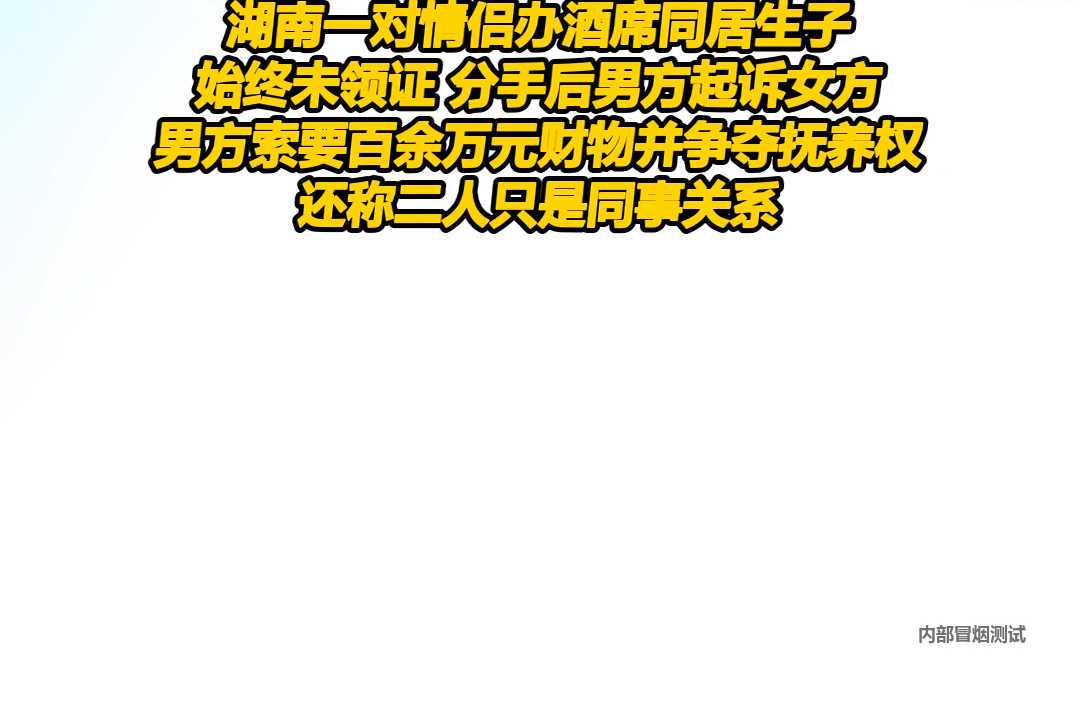 湖南一对情侣办酒席同居生子
始终未领证 分手后男方起诉女方
男方索要百余万元财物并争夺抚养权
还称二人只是同事关系
内部冒烟测试